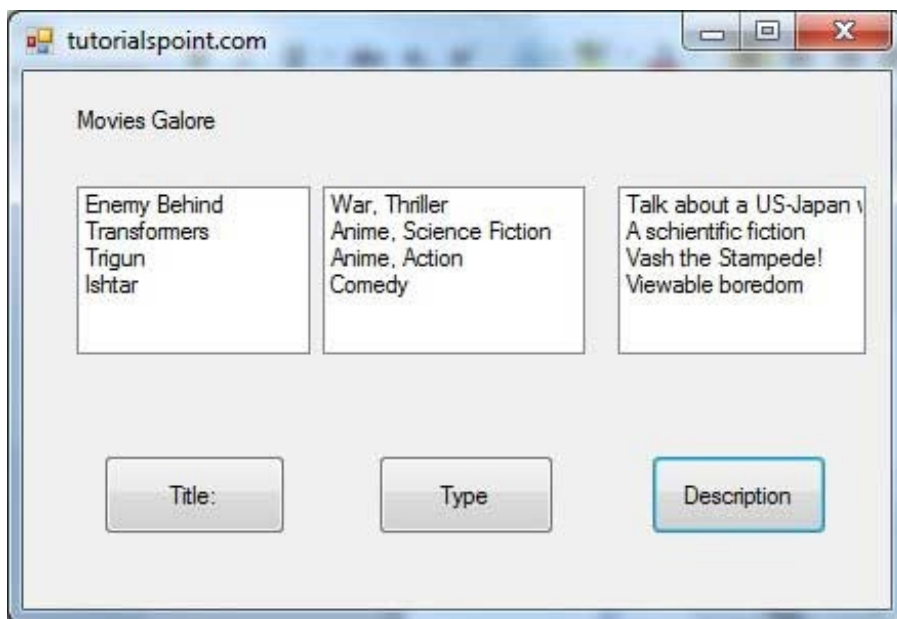 tutorialspoint.com
Movies Galore
Enemy Behind
Transformers
Trigun
Ishtar
War, Thriller
Anime, Science Fiction
Anime, Action
Comedy
Talk about a US-Japan
A schientific fiction
Vash the Stampede!
Viewable boredom
Title:
Type
Description